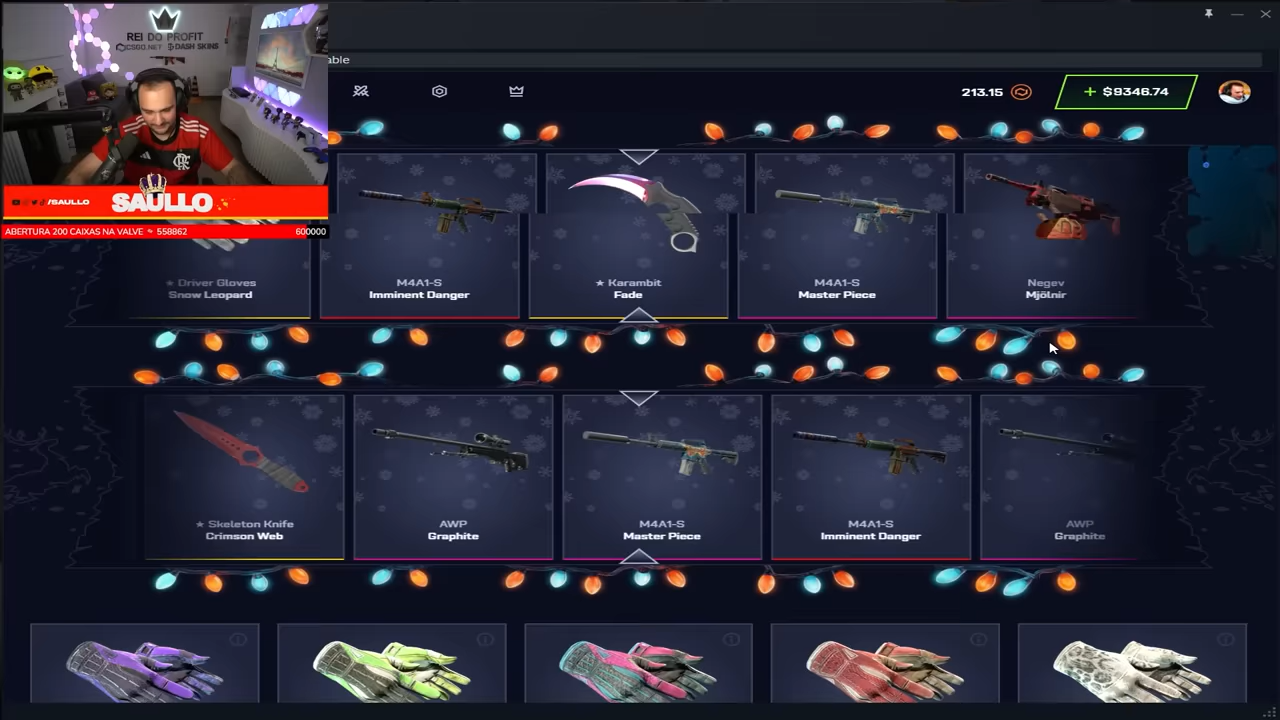 REI DO PROFIT
CSGO.NET DASH SKINS
/SAULLO
SAULLO
ABERTURA 200 CAIXAS NA VALVE
558862
600000
able
213.15
+ $9346.74
★ Driver Gloves
Snow Leopard
M4A1-S
Imminent Danger
★ Karambit
Fade
M4A1-S
Master Piece
Negev
Mjölnir
★ Skeleton Knife
Crimson Web
AWP
Graphite
M4A1-S
Master Piece
M4A1-S
Imminent Danger
AWP
Graphite